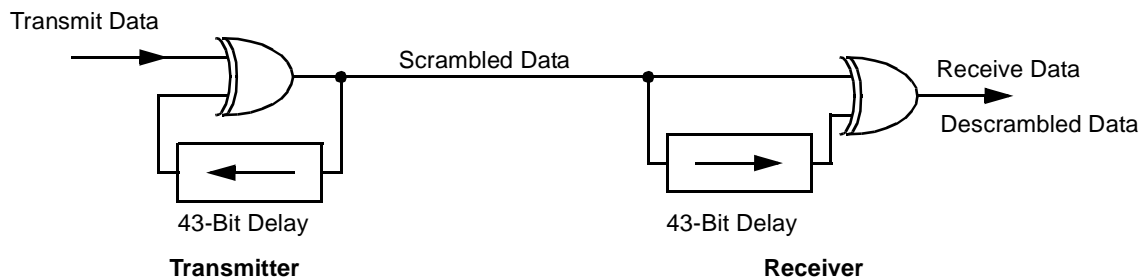 Transmit Data
Scrambled Data
Receive Data
Descrambled Data
43-Bit Delay
43-Bit Delay
Transmitter
Receiver